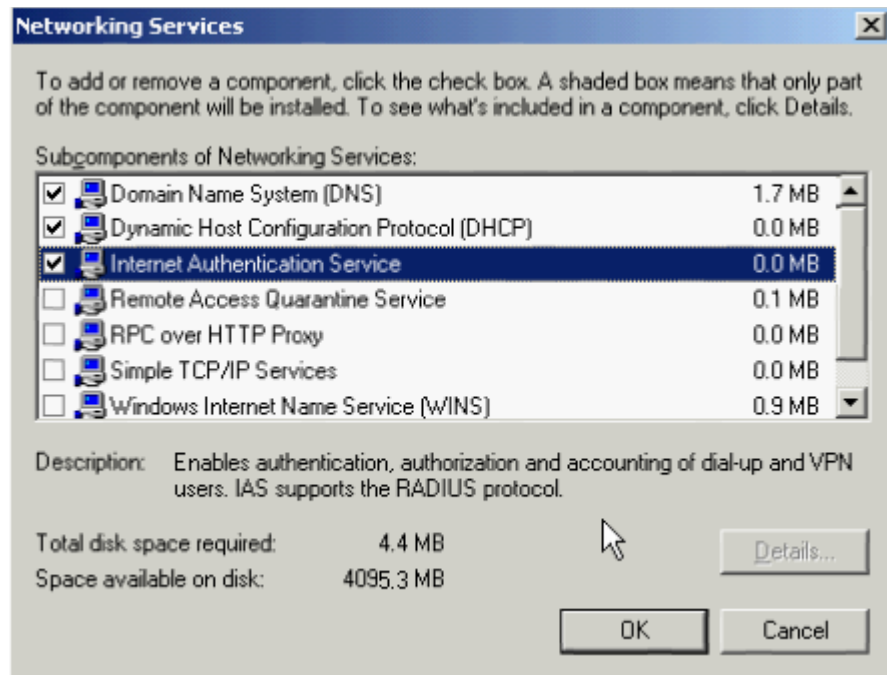 Networking Services
To add or remove a component, click the check box. A shaded box means that only part
of the component will be installed. To see what's included in a component, click Details.
Subcomponents of Networking Services:
Domain Name System (DNS) 1.7 MB
Dynamic Host Configuration Protocol (DHCP) 0.0 MB
Internet Authentication Service 0.0 MB
Remote Access Quarantine Service 0.1 MB
RPC over HTTP Proxy 0.0 MB
Simple TCP/IP Services 0.0 MB
Windows Internet Name Service (WINS) 0.9 MB
Description: Enables authentication, authorization and accounting of dial-up and VPN
users. IAS supports the RADIUS protocol.
Total disk space required: 4.4 MB
Space available on disk: 4095.3 MB
Details...
OK Cancel